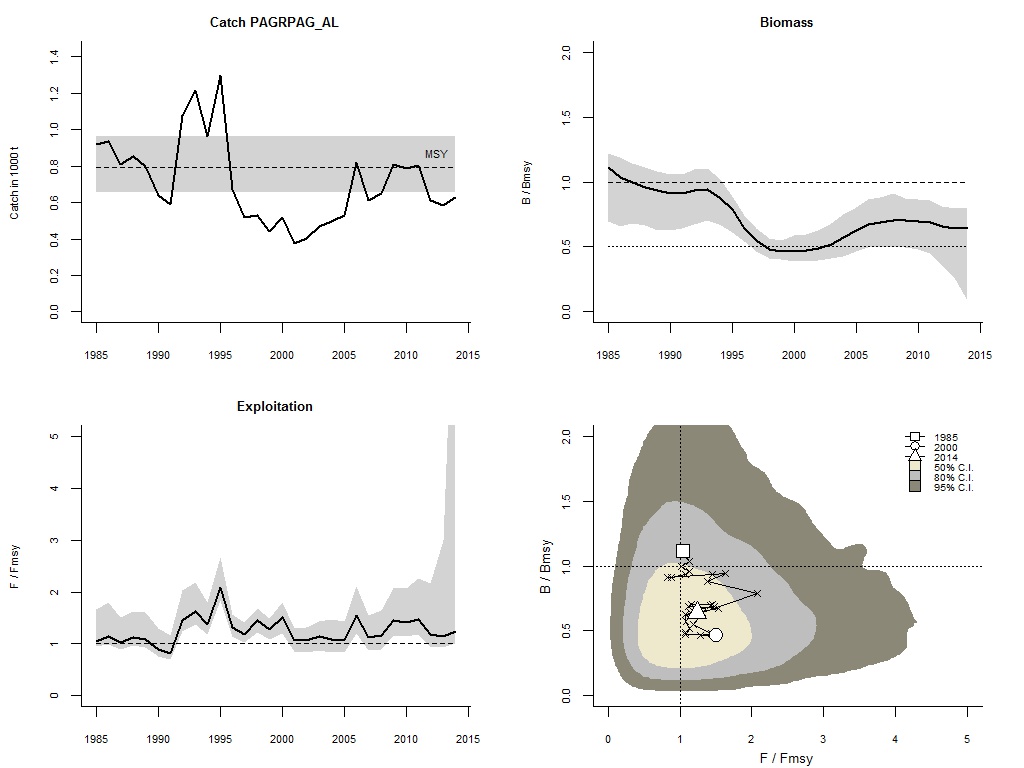 Catch PAGRPAG_AL
Catch in 1000 t
0.0 0.2 0.4 0.6 0.8 1.0 1.2 1.4
MSY
1985 1990 1995 2000 2005 2010 2015
Biomass
B / Bmsy
0.0 0.5 1.0 1.5 2.0
1985 1990 1995 2000 2005 2010 2015
Exploitation
F / Fmsy
0 1 2 3 4 5
1985 1990 1995 2000 2005 2010 2015
B / Bmsy
0.0 0.5 1.0 1.5 2.0
1985
2000
2014
50% C.I.
80% C.I.
95% C.I.
0 1 2 3 4 5
F / Fmsy